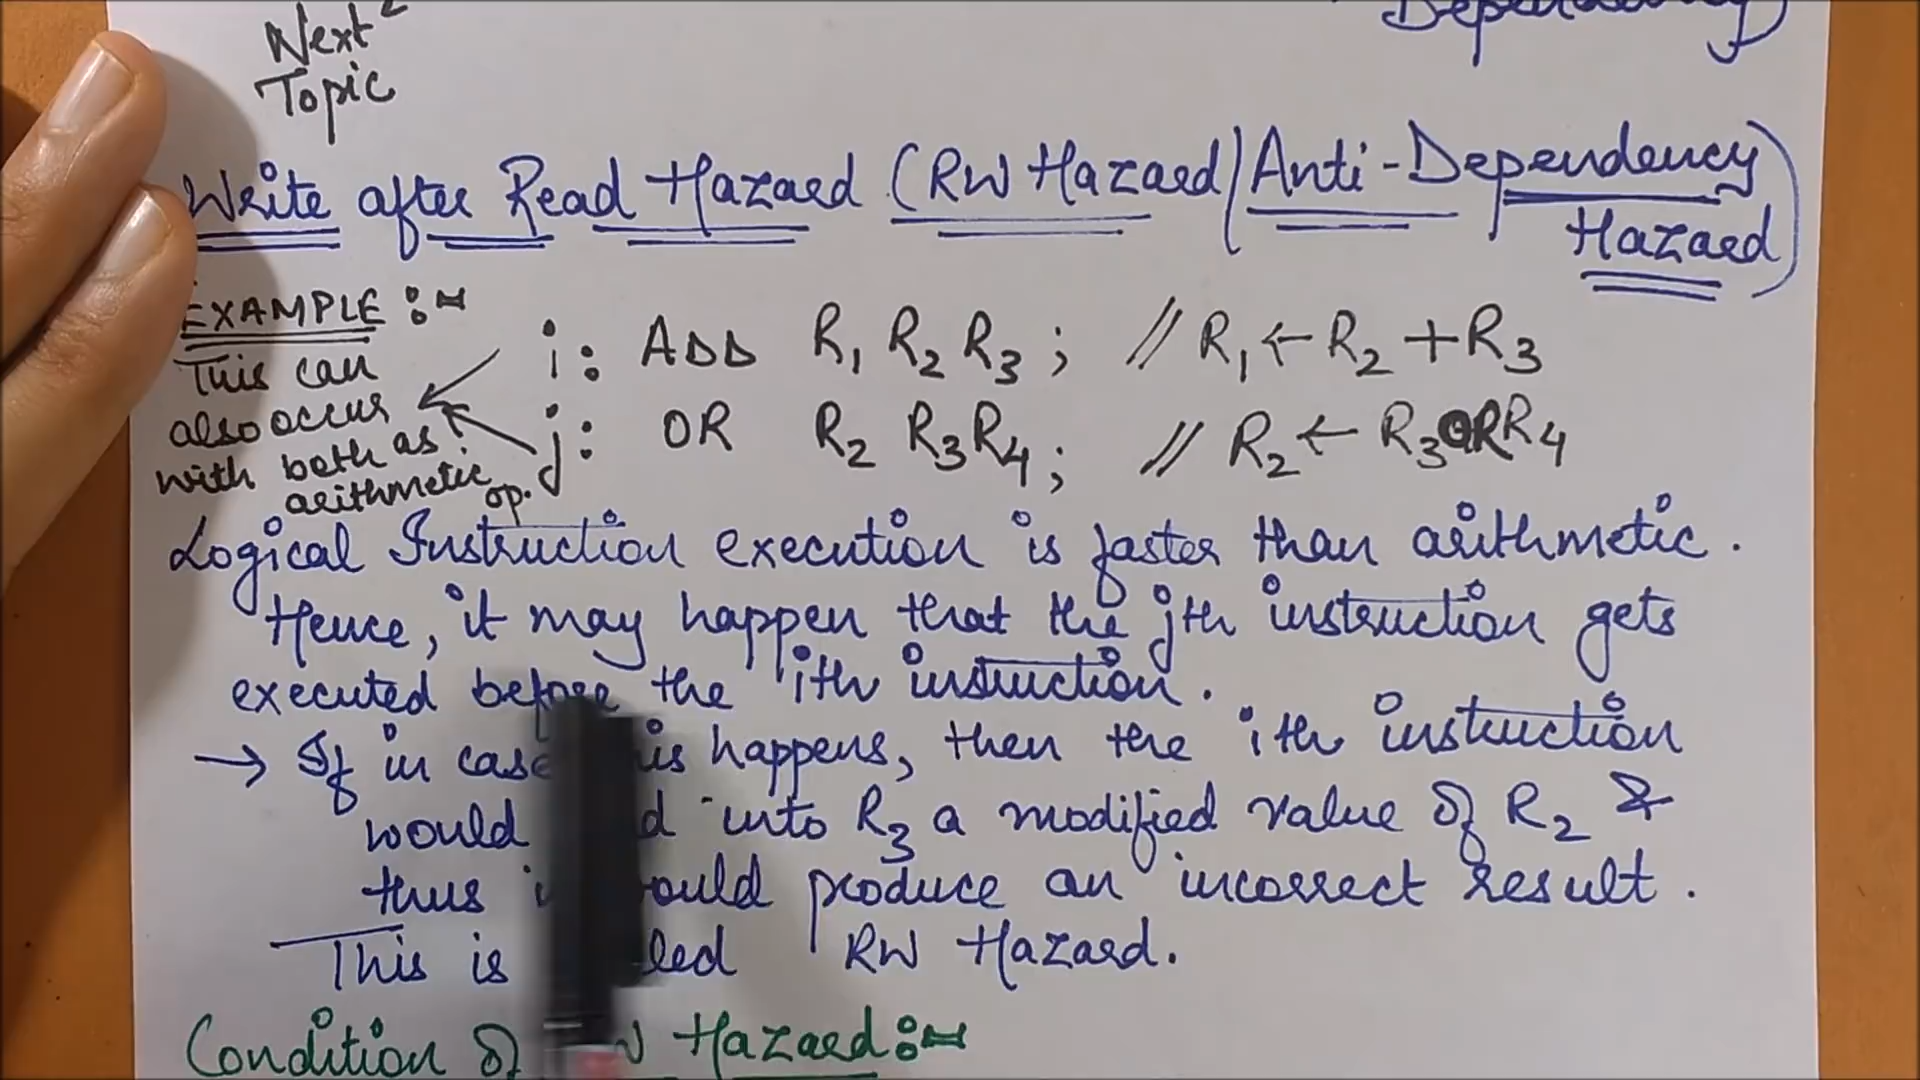 Dependency)
Next
Topic
Write after Read Hazard (RW Hazard/Anti-Dependency
Hazard)
EXAMPLE :-
i: ADD R1 R2 R3 ; // R1 ← R2 + R3
This can
also occur
with both as
arithmetic op.
j: OR R2 R3 R4 ; // R2 ← R3 OR R4
Logical Instruction execution is faster than arithmetic.
Hence, it may happen that the jth instruction gets
executed before the ith instruction.
→ If in case happens, then the ith instruction
would into R3 a modified value of R2 &
thus produce an incorrect result.
This is RW Hazard.
Condition of Hazard :-